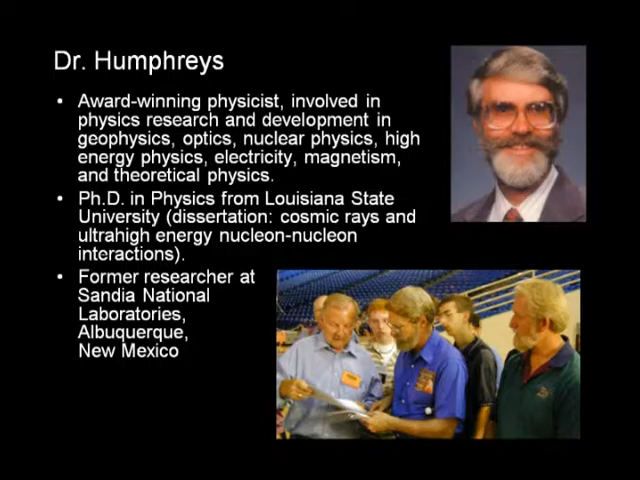 Dr. Humphreys
• Award-winning physicist, involved in
physics research and development in
geophysics, optics, nuclear physics, high
energy physics, electricity, magnetism,
and theoretical physics.
• Ph.D. in Physics from Louisiana State
University (dissertation: cosmic rays and
ultrahigh energy nucleon-nucleon
interactions).
• Former researcher at
Sandia National
Laboratories,
Albuquerque,
New Mexico